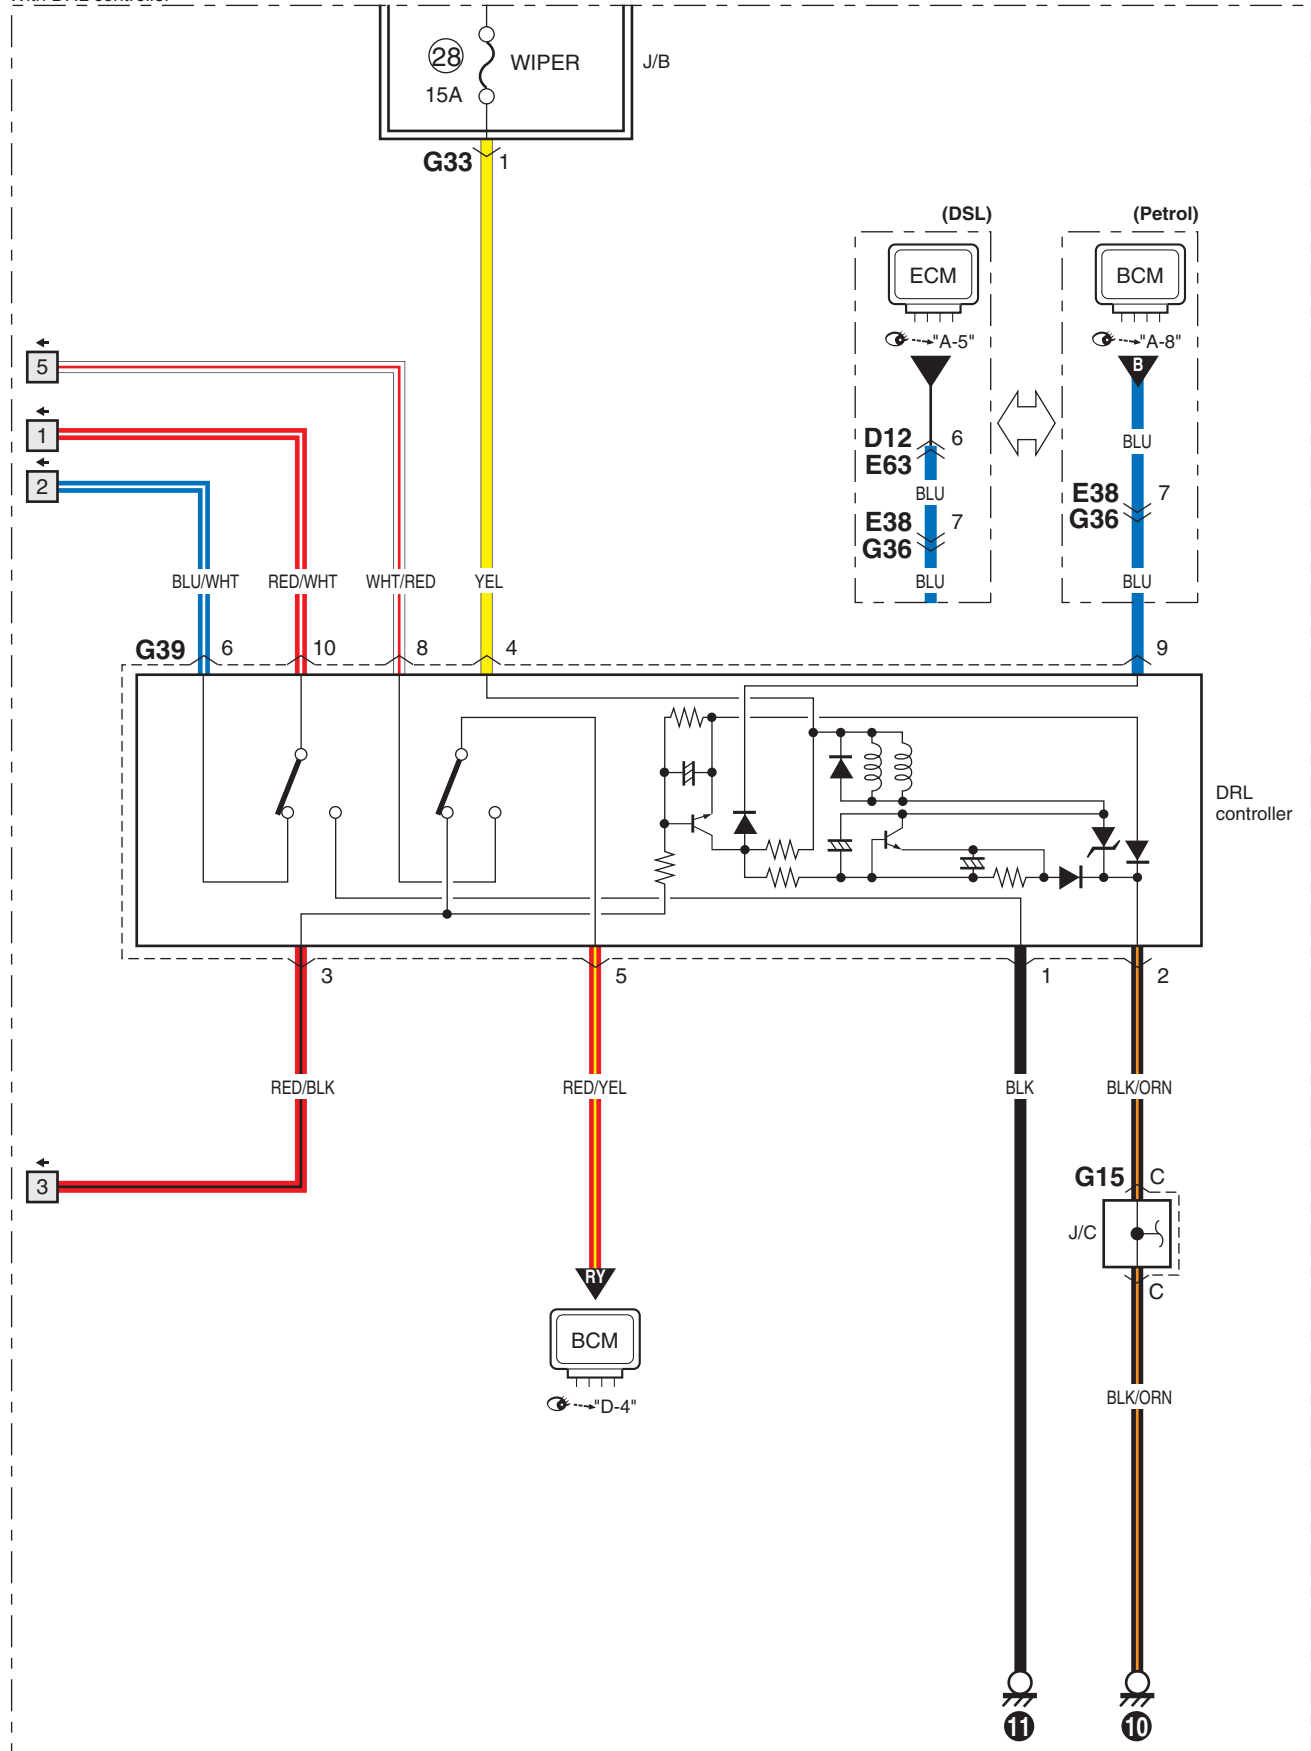 28
WIPER
J/B
15A
G33 1
(DSL)
(Petrol)
ECM
BCM
"A-5"
"A-8"
B
5
1
2
D12 6
E63
BLU
BLU
E38 7
G36
E38 7
G36
BLU/WHT
RED/WHT
WHT/RED
YEL
BLU
BLU
G39 6
10
8
4
9
DRL
controller
3
5
1
2
RED/BLK
RED/YEL
BLK
BLK/ORN
3
G15 C
J/C
C
RY
BCM
"D-4"
BLK/ORN
11
10